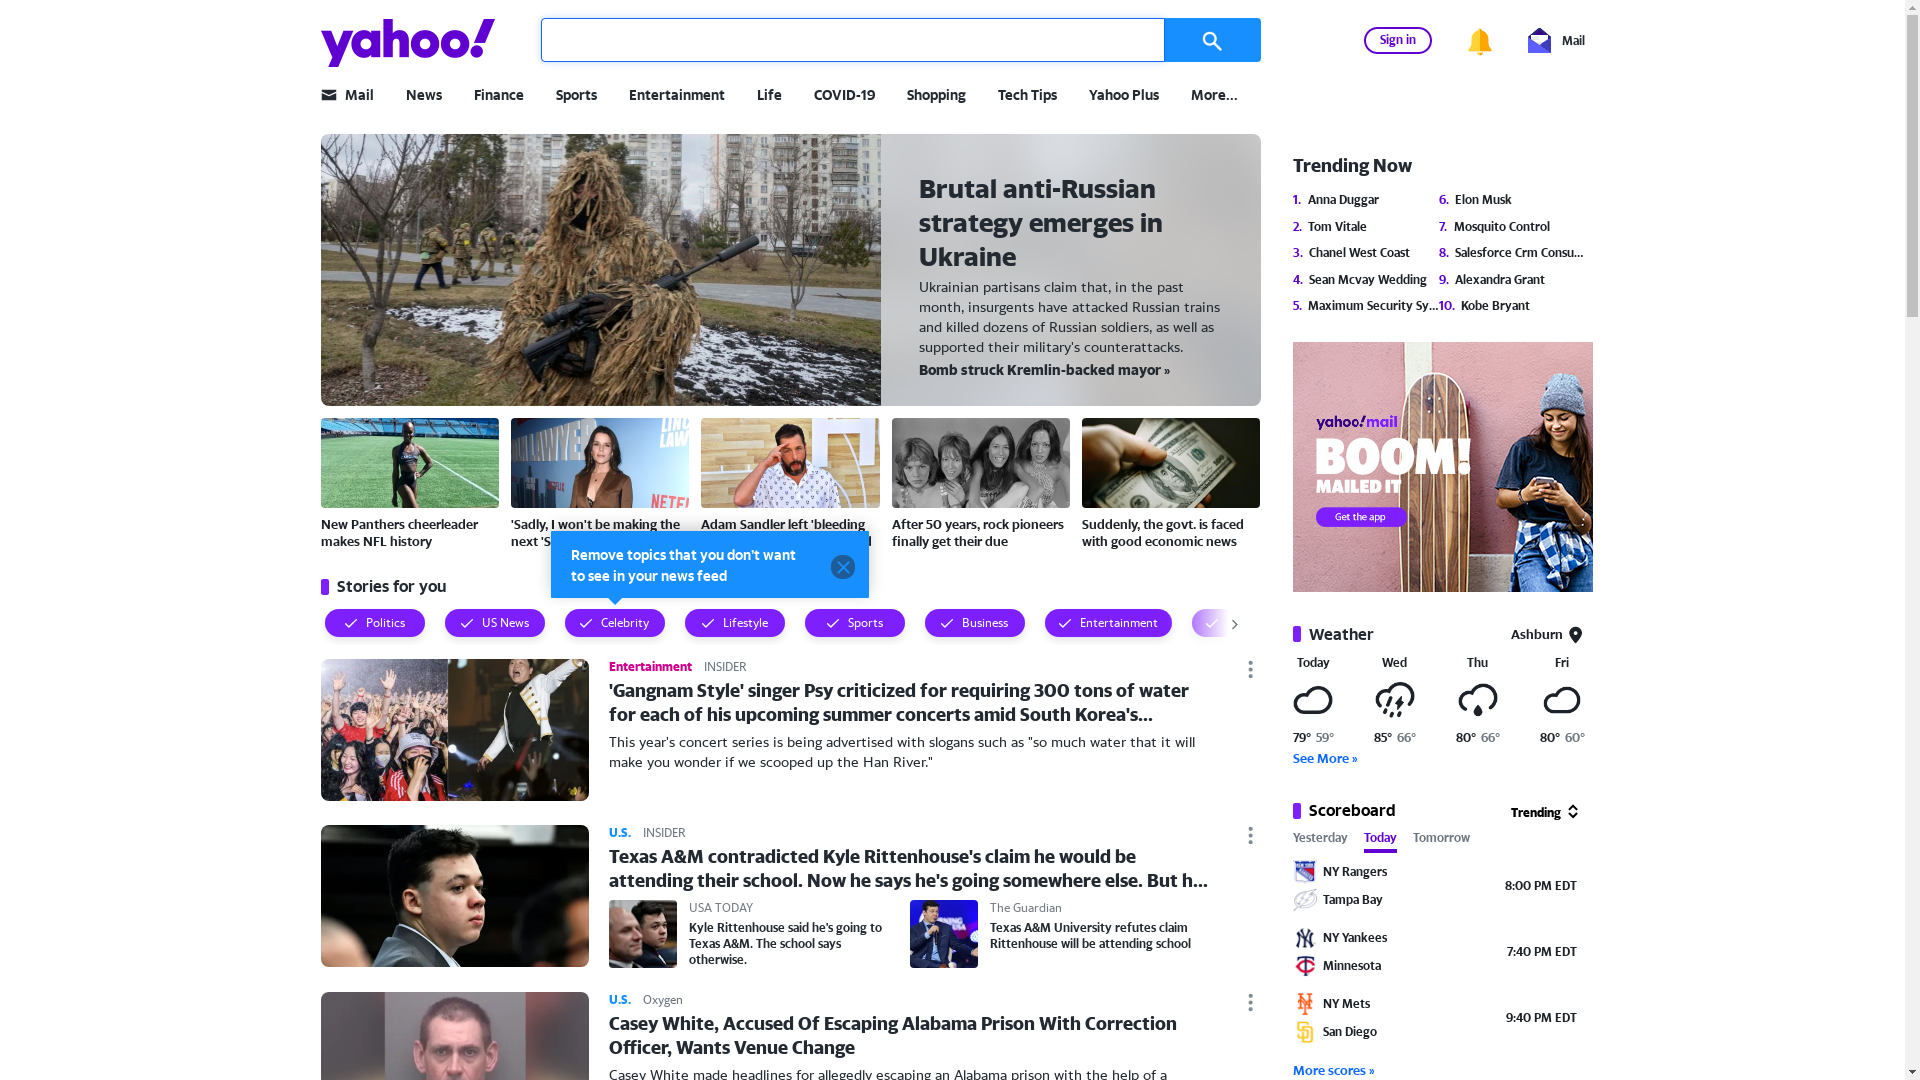 yahoo!
Sign in
Mail
Mail
News
Finance
Sports
Entertainment
Life
COVID-19
Shopping
Tech Tips
Yahoo Plus
More...
Brutal anti-Russian
strategy emerges in
Ukraine
Ukrainian partisans claim that, in the past
month, insurgents have attacked Russian trains
and killed dozens of Russian soldiers, as well as
supported their military's counterattacks.
Bomb struck Kremlin-backed mayor »
New Panthers cheerleader
makes NFL history
'Sadly, I won't be making the
next 'S
Adam Sandler left 'bleeding
After 50 years, rock pioneers
finally get their due
Suddenly, the govt. is faced
with good economic news
Remove topics that you don't want
to see in your news feed
Stories for you
Politics
US News
Celebrity
Lifestyle
Sports
Business
Entertainment
Entertainment INSIDER
'Gangnam Style' singer Psy criticized for requiring 300 tons of water
for each of his upcoming summer concerts amid South Korea's...
This year's concert series is being advertised with slogans such as "so much water that it will
make you wonder if we scooped up the Han River."
U.S. INSIDER
Texas A&M contradicted Kyle Rittenhouse's claim he would be
attending their school. Now he says he's going somewhere else. But h...
USA TODAY
Kyle Rittenhouse said he's going to
Texas A&M. The school says
otherwise.
The Guardian
Texas A&M University refutes claim
Rittenhouse will be attending school
U.S. Oxygen
Casey White, Accused Of Escaping Alabama Prison With Correction
Officer, Wants Venue Change
Casey White made headlines for allegedly escaping an Alabama prison with the help of a
Trending Now
1. Anna Duggar
2. Tom Vitale
3. Chanel West Coast
4. Sean Mcvay Wedding
5. Maximum Security Sy...
6. Elon Musk
7. Mosquito Control
8. Salesforce Crm Consu...
9. Alexandra Grant
10. Kobe Bryant
yahoo!mail
BOOM!
MAILED IT
Get the app
Weather
Ashburn
Today
Wed
Thu
Fri
79° 59°
85° 66°
80° 66°
80° 60°
See More »
Scoreboard
Trending
Yesterday
Today
Tomorrow
NY Rangers
Tampa Bay
8:00 PM EDT
NY Yankees
Minnesota
7:40 PM EDT
NY Mets
San Diego
9:40 PM EDT
More scores »